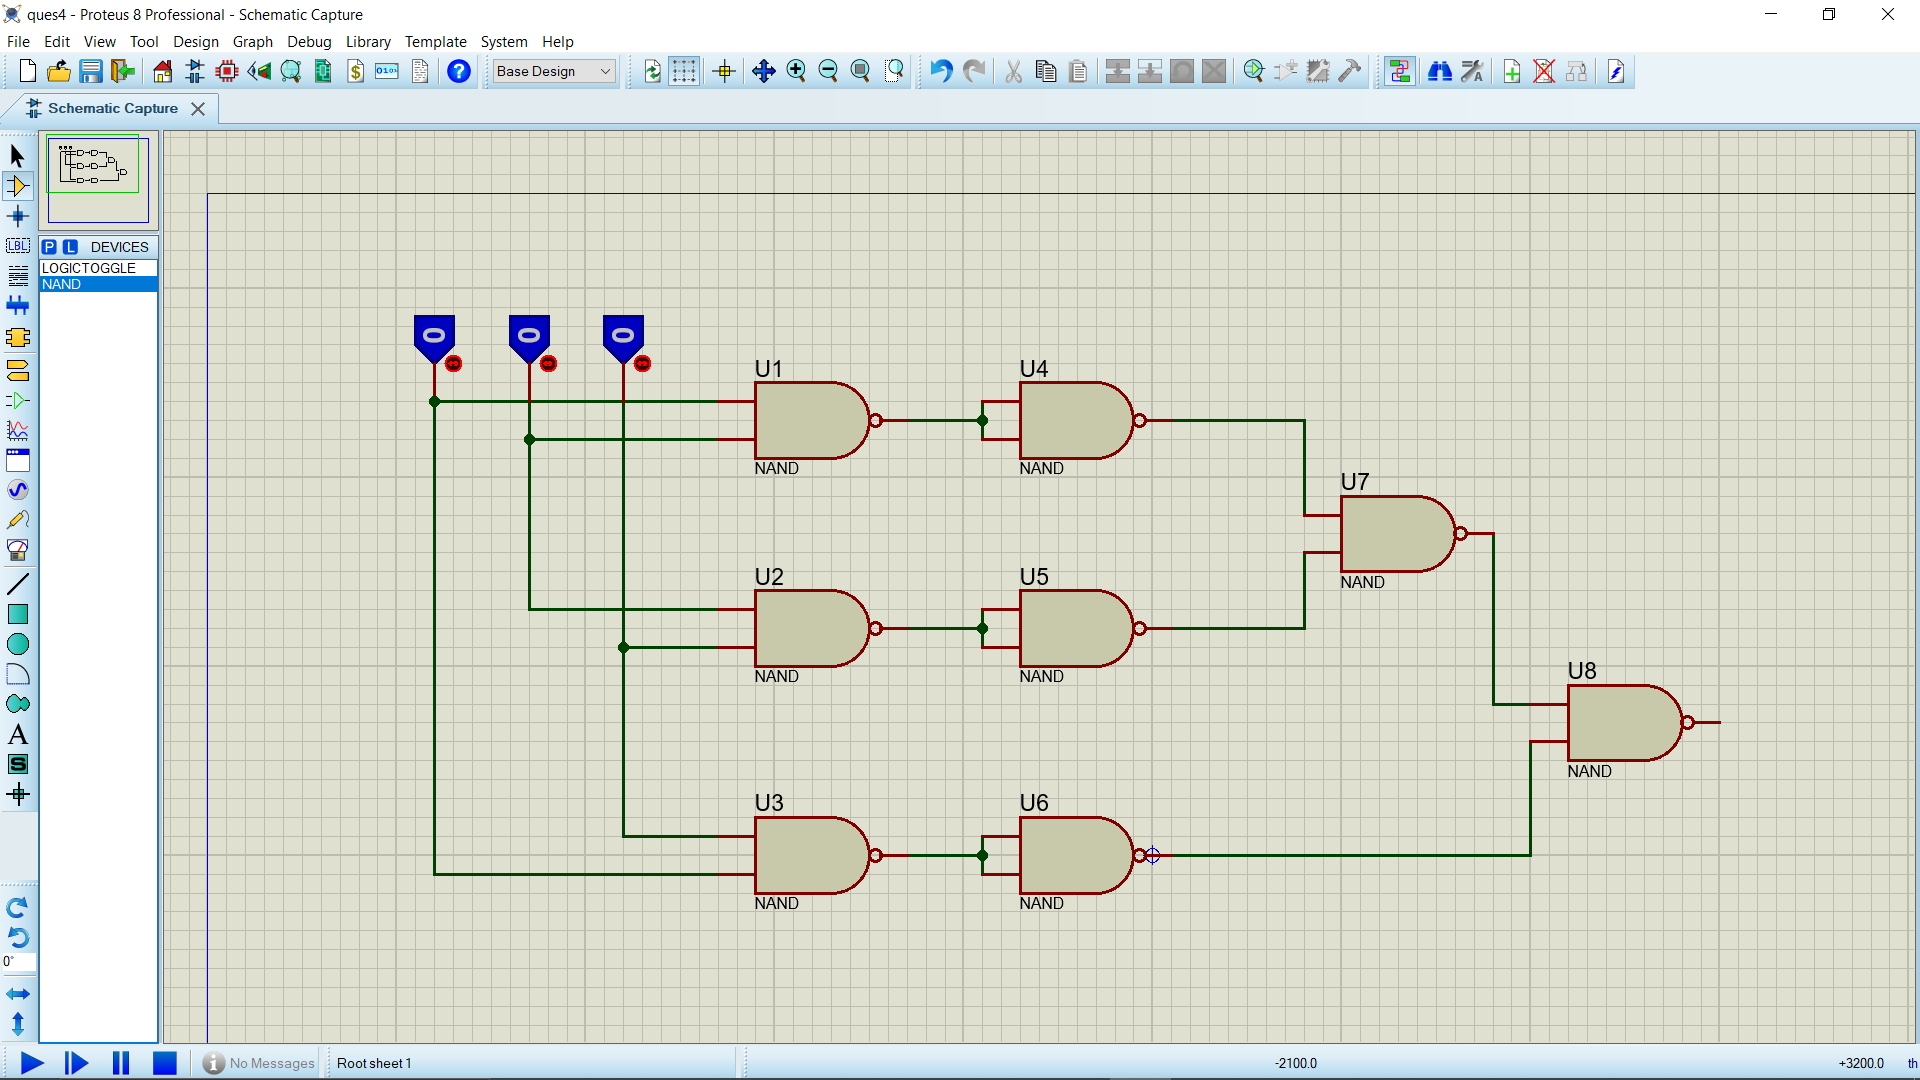 ques4 - Proteus 8 Professional - Schematic Capture
File Edit View Tool Design Graph Debug Library Template System Help
$ 0101 ? Base Design
Schematic Capture
LBL
P L DEVICES
LOGICTOGGLE
NAND
0 0 0
U1 U4
NAND NAND
U7
NAND
U2 U5
NAND NAND
U8
NAND
U3 U6
NAND NAND
A
S
0°
No Messages Root sheet 1 -2100.0 +3200.0 th